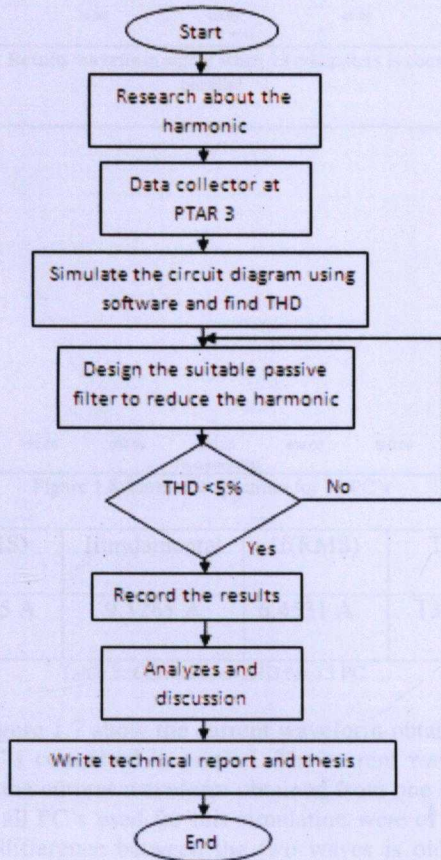 Start
Research about the
harmonic
Data collector at
PTAR 3
Simulate the circuit diagram using
software and find THD
Design the suitable passive
filter to reduce the harmonic
THD <5%
No
Yes
Record the results
Analyzes and
discussion
Write technical report and thesis
End